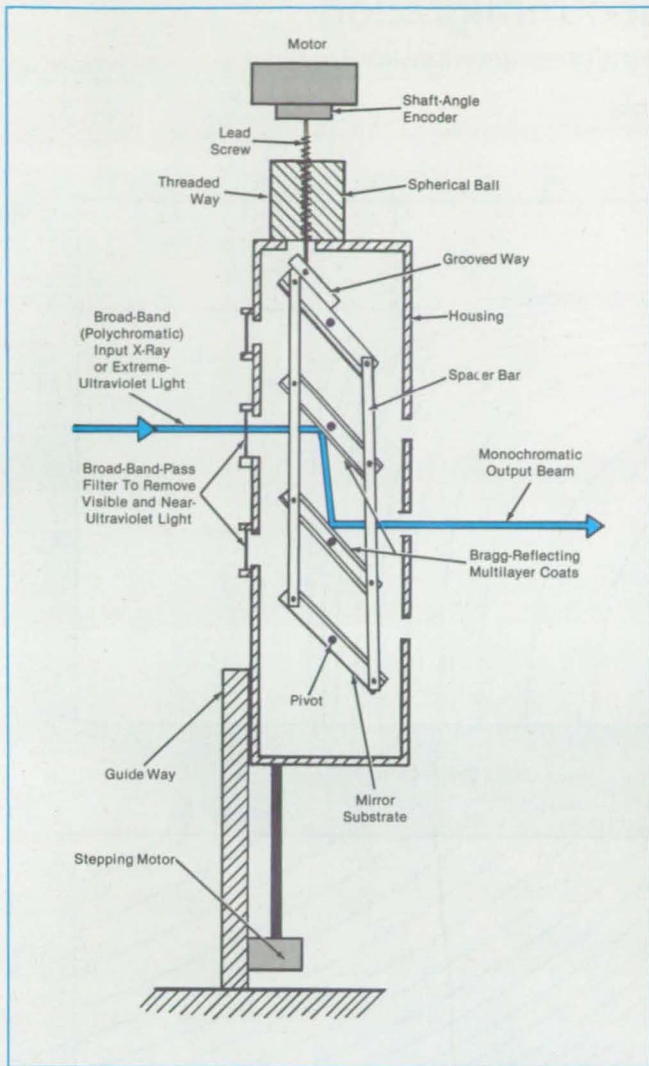 Motor
Shaft-Angle
Encoder
Lead
Screw
Threaded
Way
Spherical Ball
Grooved Way
Housing
Broad-Band
(Polychromatic)
Input X-Ray
or Extreme-
Ultraviolet Light
Spacer Bar
Monochromatic
Output Beam
Broad-Band-Pass
Filter To Remove
Visible and Near-
Ultraviolet Light
Bragg-Reflecting
Multilayer Coats
Pivot
Guide Way
Mirror
Substrate
Stepping Motor